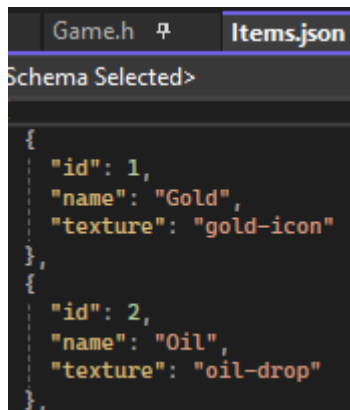 Game.h Items.json
Schema Selected>
{
"id": 1,
"name": "Gold",
"texture": "gold-icon"
},
{
"id": 2,
"name": "Oil",
"texture": "oil-drop"
},